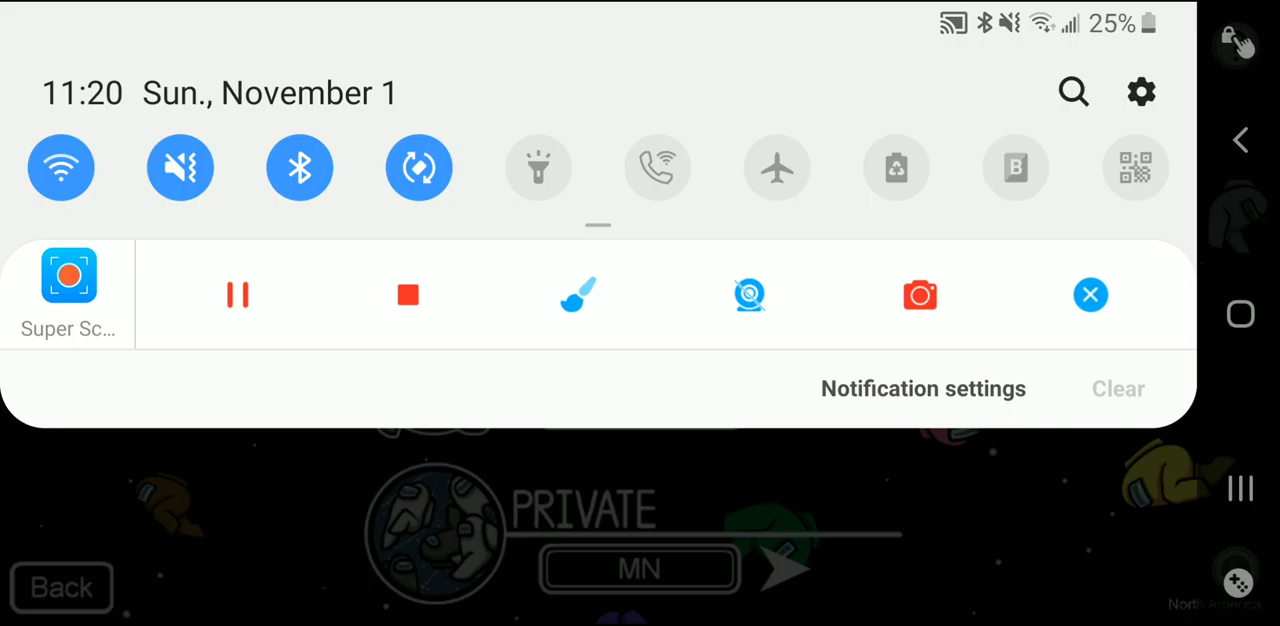 25%
11:20 Sun., November 1
B
Super Sc...
Notification settings
Clear
PRIVATE
MN
Back
North America